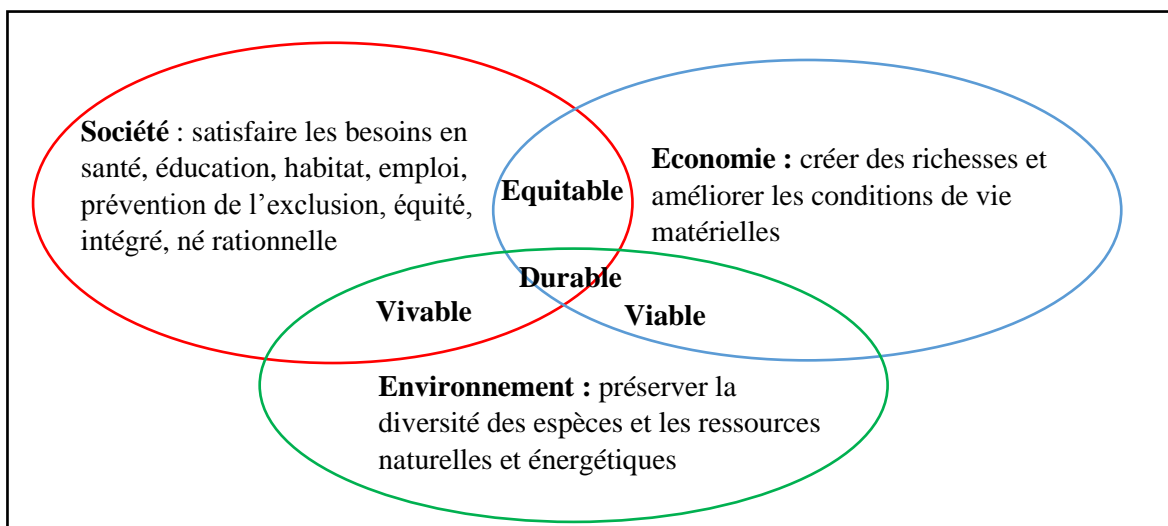 Société : satisfaire les besoins en
santé, éducation, habitat, emploi,
prévention de l’exclusion, équité,
intégré, né rationnelle
Equitable
Economie : créer des richesses et
améliorer les conditions de vie
matérielles
Durable
Vivable
Viable
Environnement : préserver la
diversité des espèces et les ressources
naturelles et énergétiques